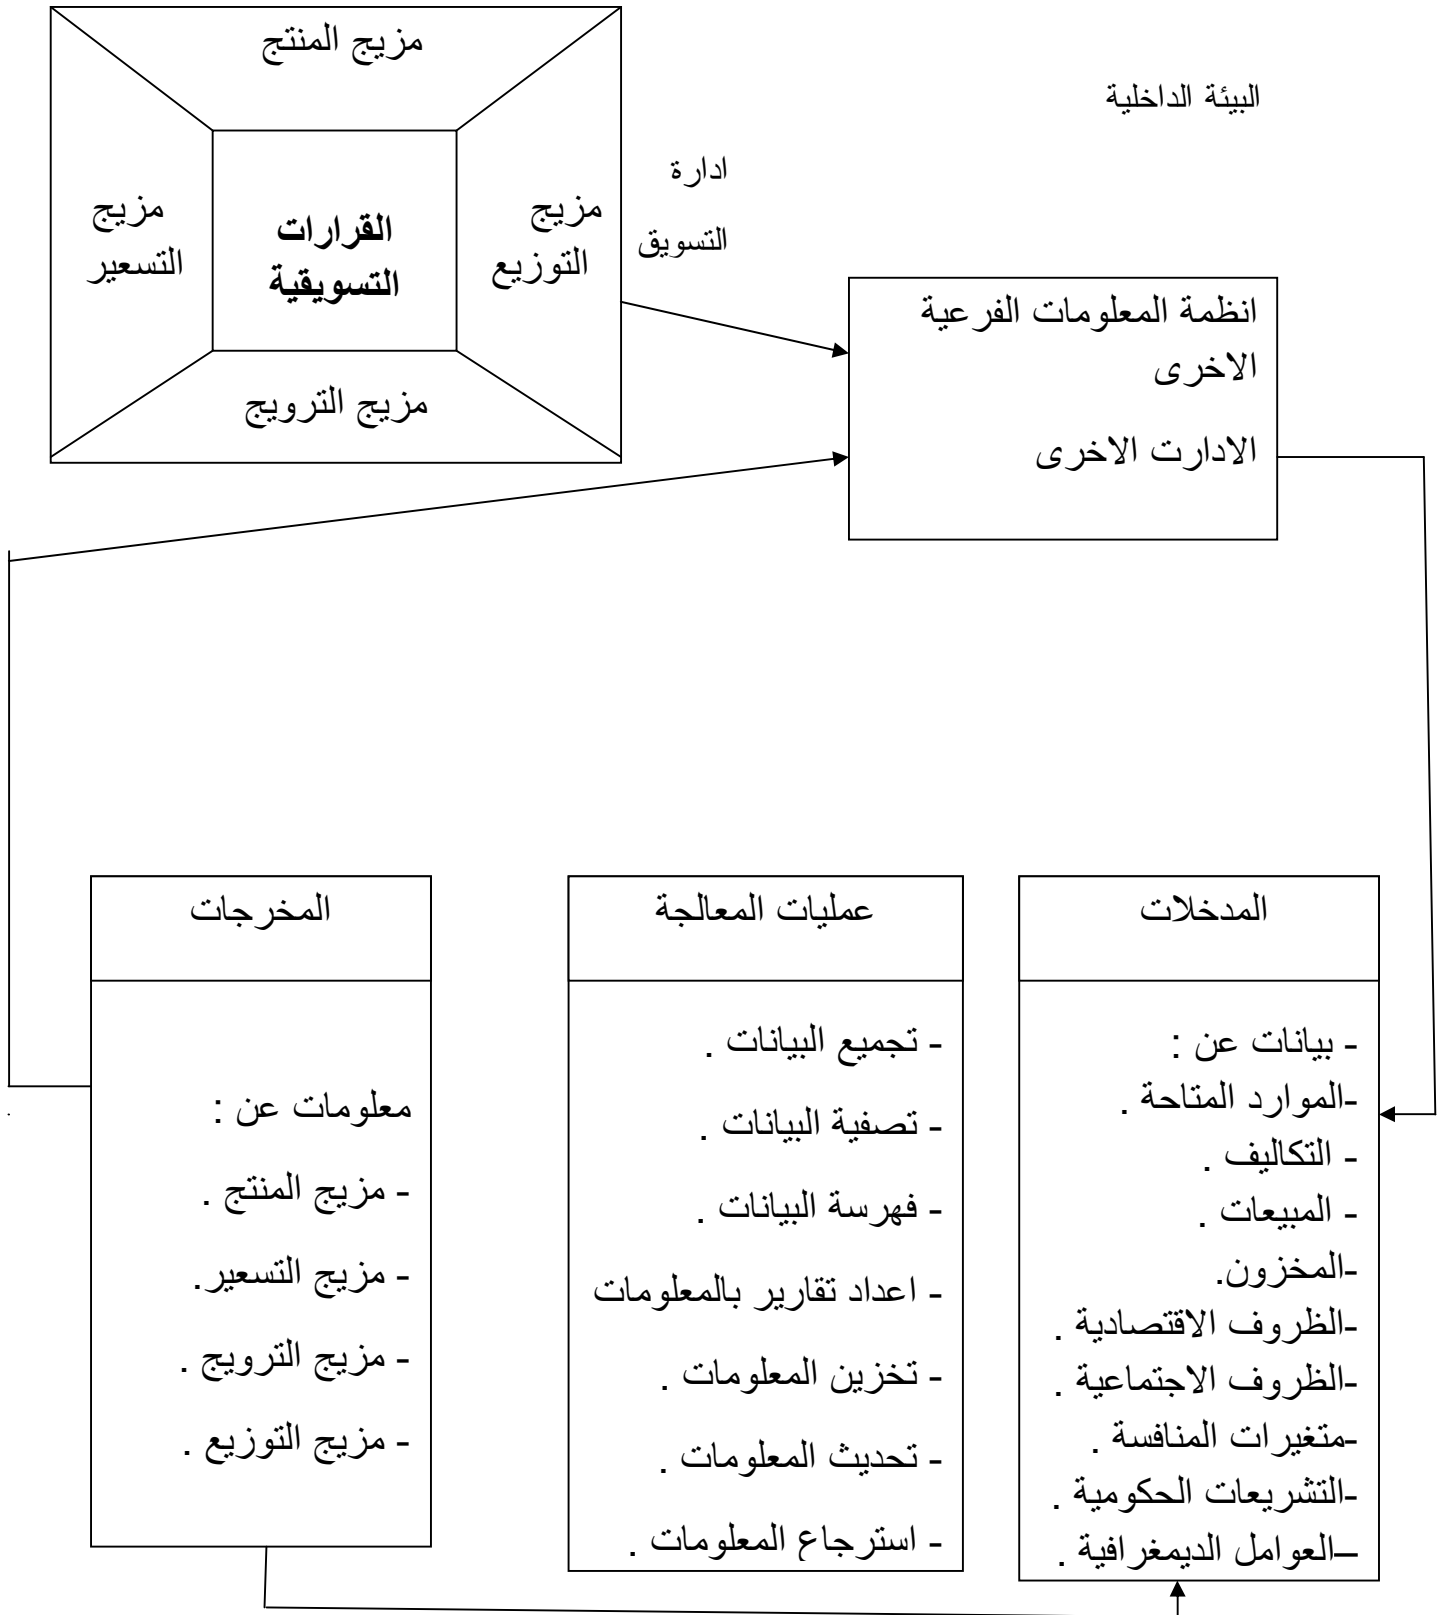 مزيج المنتج
البيئة الداخلية
ادارة
التسويق
مزيج
التوزيع
القرارات
التسويقية
مزيج
التسعير
مزيج الترويج
انظمة المعلومات الفرعية
الاخرى
الادارت الاخرى
المدخلات
- بيانات عن :
-الموارد المتاحة .
- التكاليف .
- المبيعات .
-المخزون.
-الظروف الاقتصادية .
-الظروف الاجتماعية .
-متغيرات المنافسة .
-التشريعات الحكومية .
–العوامل الديمغرافية .
عمليات المعالجة
- تجميع البيانات .
- تصفية البيانات .
- فهرسة البيانات .
- اعداد تقارير بالمعلومات
- تخزين المعلومات .
- تحديث المعلومات .
- استرجاع المعلومات .
المخرجات
معلومات عن :
- مزيج المنتج .
- مزيج التسعير.
- مزيج الترويج .
- مزيج التوزيع .